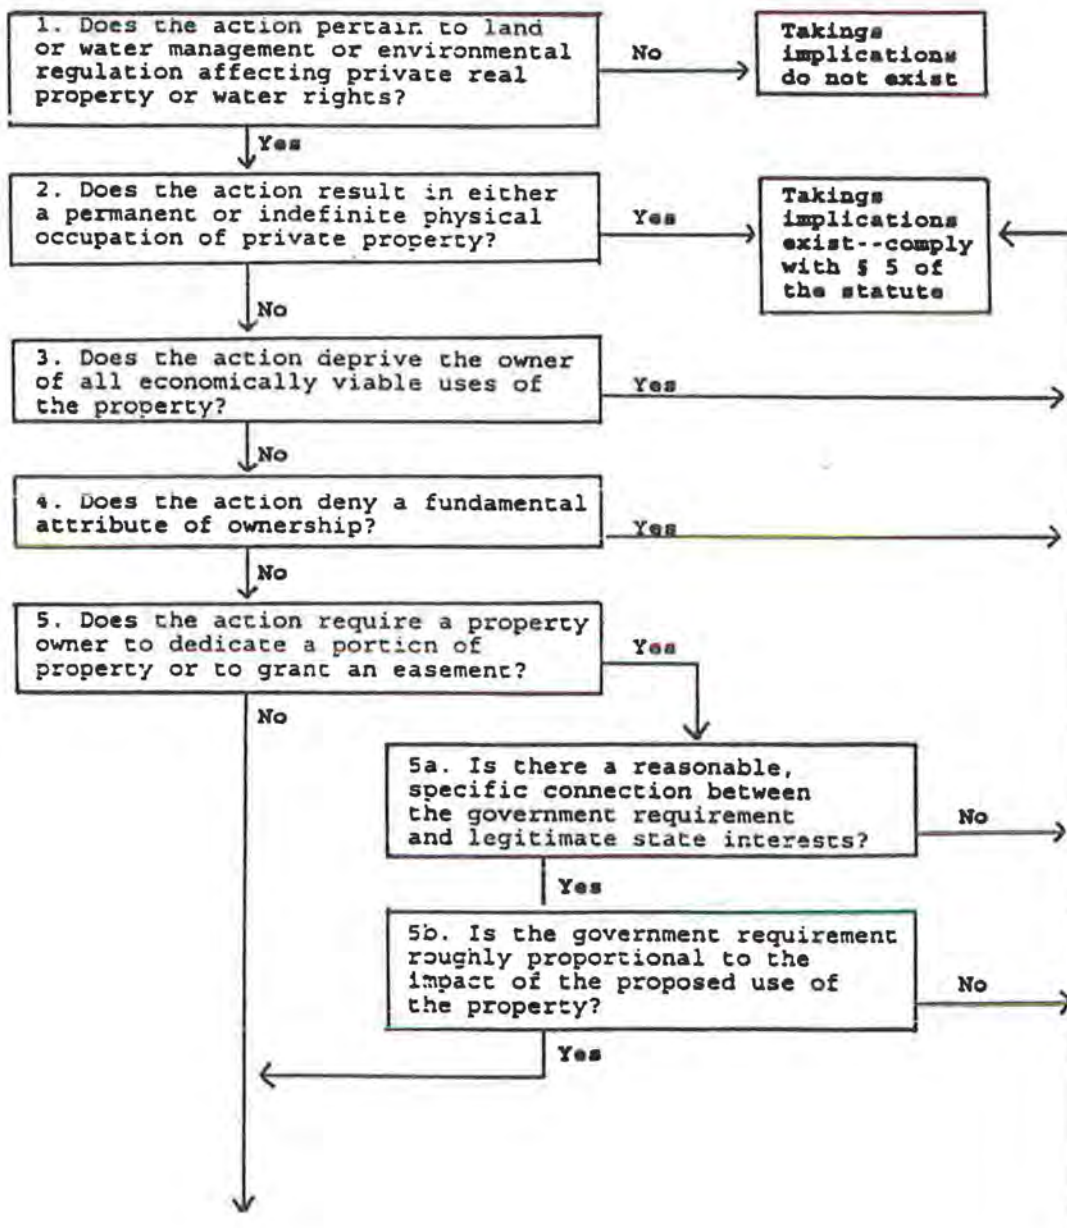 1. Does the action pertain to land
or water management or environmental
regulation affecting private real
property or water rights?
No
Takings
implications
do not exist
Yes
2. Does the action result in either
a permanent or indefinite physical
occupation of private property?
Yes
Takings
implications
exist--comply
with § 5 of
the statute
No
3. Does the action deprive the owner
of all economically viable uses of
the property?
Yes
No
4. Does the action deny a fundamental
attribute of ownership?
Yes
No
5. Does the action require a property
owner to dedicate a portion of
property or to grant an easement?
Yes
No
5a. Is there a reasonable,
specific connection between
the government requirement
and legitimate state interests?
No
Yes
5b. Is the government requirement
roughly proportional to the
impact of the proposed use of
the property?
No
Yes